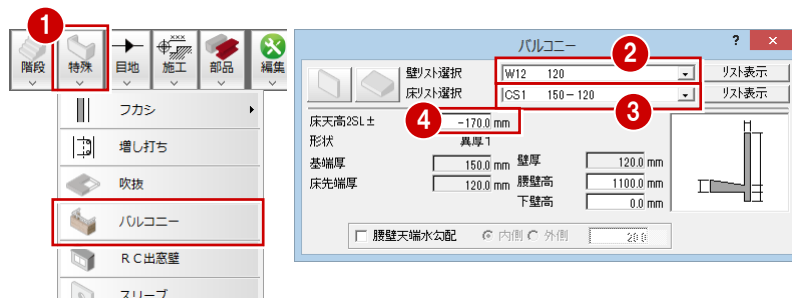 1
階段 特殊 目地 施工 部品 編集
フカシ
増し打ち
吹抜
バルコニー
ＲＣ出窓壁
スリーブ
バルコニー ? ×
2
壁リスト選択 W12 120 リスト表示
床リスト選択 CS1 150－120 リスト表示
3
4
床天高2SL± -170.0 mm
形状 異厚1
基端厚 150.0 mm 壁厚 120.0 mm
床先端厚 120.0 mm 腰壁高 1100.0 mm
下壁高 0.0 mm
H
腰壁天端水勾配 内側 外側 20.0